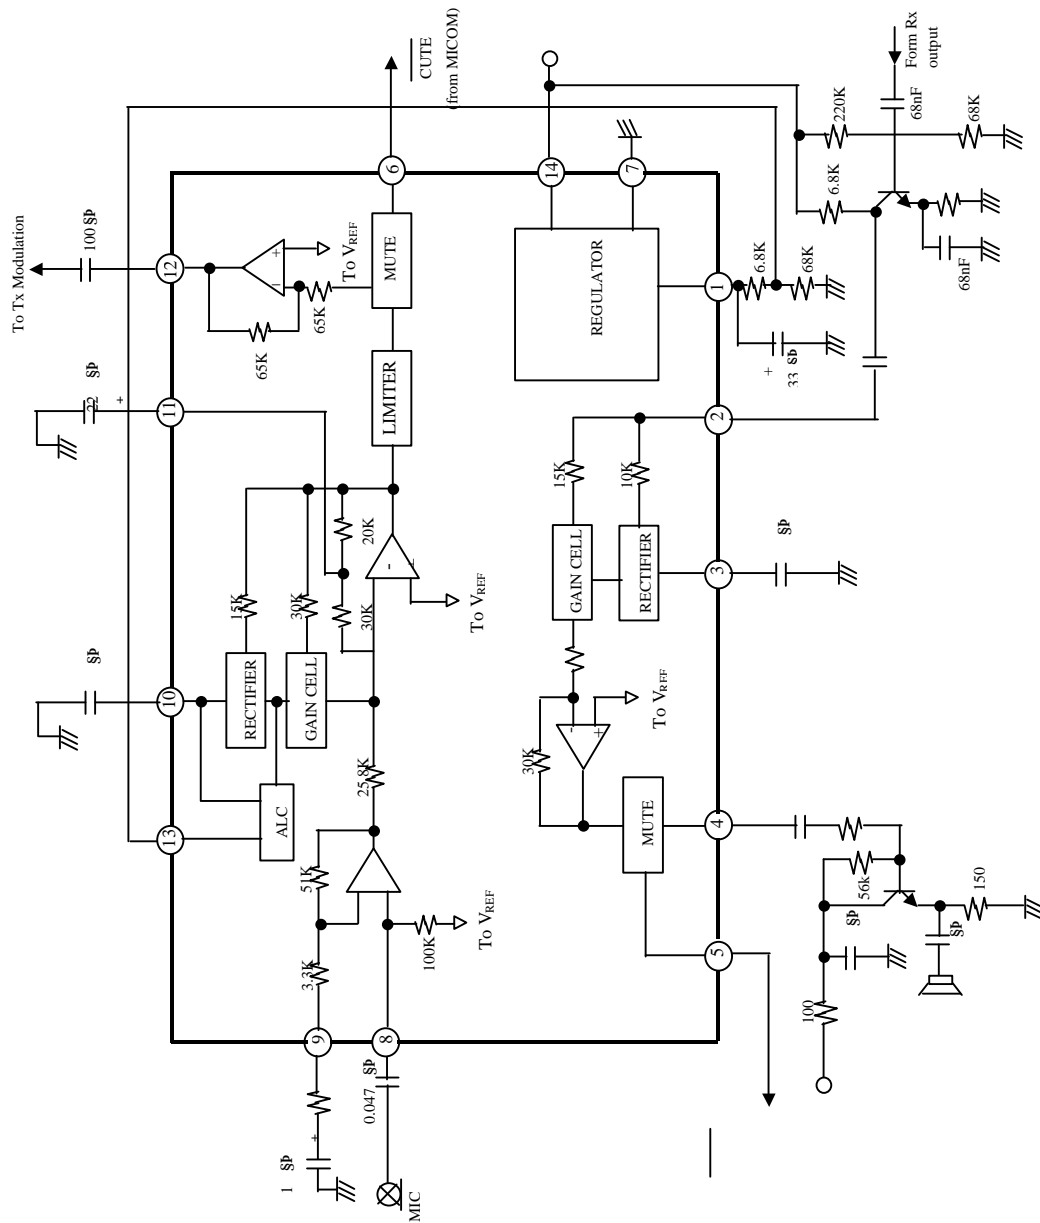 To Tx Modulation
100
22
+
12
11
10
13
65K
65K
+
−
To VREF
MUTE
LIMITER
6
CUTE
(from MICOM)
15K
30K
20K
30K
-
To VREF
RECTIFIER
GAIN CELL
ALC
25.8K
51K
3.3K
100K
To VREF
9
8
1
+
0.047
MIC
REGULATOR
14
7
1
6.8K
68K
+
33
220K
6.8K
68nF
68K
68nF
Form Rx
output
2
15K
10K
GAIN CELL
RECTIFIER
3
30K
-
+
To VREF
MUTE
4
5
56k
150
100